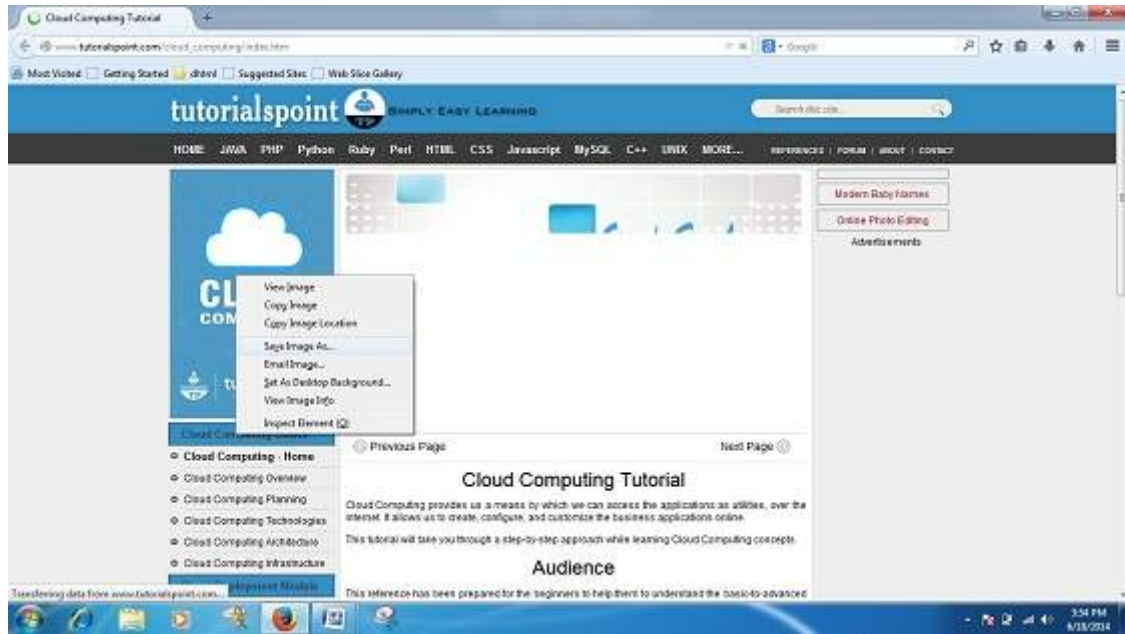 Cloud Computing Tutorial
www.tutorialspoint.com/cloud_computing/index.htm
Google
Most Visited Getting Started dhtml Suggested Sites Web Slice Gallery
tutorialspoint
SIMPLY EASY LEARNING
Search this site...
HOME JAVA PHP Python Ruby Perl HTML CSS Javascript MySQL C++ UNIX MORE...
REFERENCES | FORUM | ABOUT | CONTACT
Modern Baby Names
Online Photo Editing
Advertisements
CL
COM
tu
View Image
Copy Image
Copy Image Location
Save Image As...
Email Image...
Set As Desktop Background...
View Image Info
Inspect Element (Q)
Previous Page
Next Page
Cloud Computing - Home
Cloud Computing Overview
Cloud Computing Planning
Cloud Computing Technologies
Cloud Computing Architecture
Cloud Computing Infrastructure
Cloud Computing Tutorial
Cloud Computing provides us a means by which we can access the applications as utilities, over the
internet. It allows us to create, configure, and customize the business applications online.
This tutorial will take you through a step-by-step approach while learning Cloud Computing concepts.
Audience
This reference has been prepared for the beginners to help them to understand the basic-to-advanced
Transferring data from www.tutorialspoint.com...
3:54 PM
6/18/2014